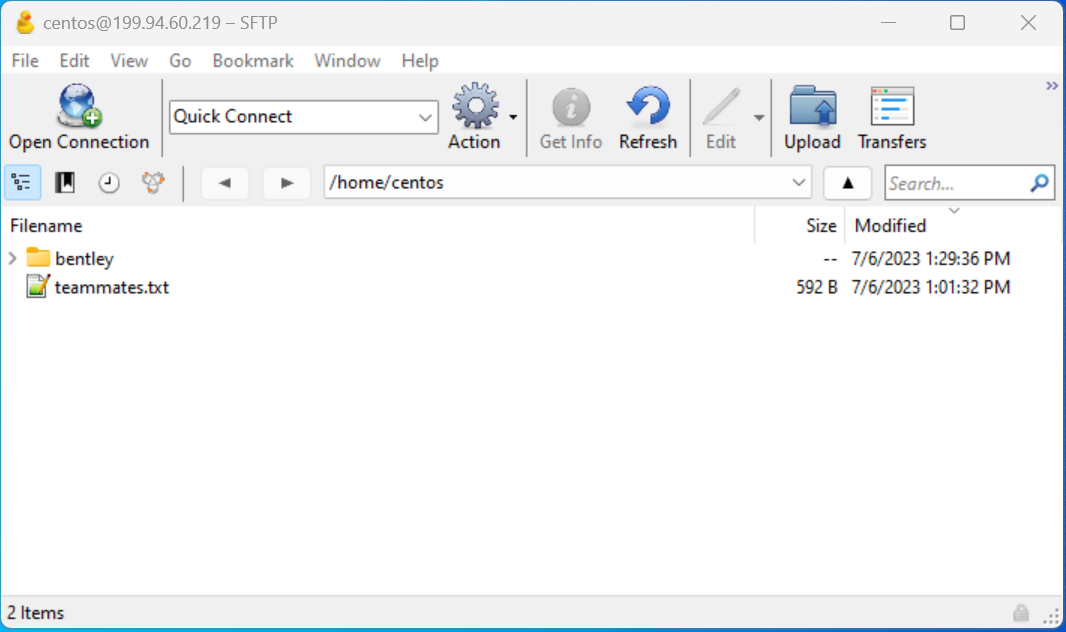 centos@199.94.60.219 – SFTP
File Edit View Go Bookmark Window Help
Open Connection Quick Connect Action Get Info Refresh Edit Upload Transfers
/home/centos Search...
Filename Size Modified
bentley -- 7/6/2023 1:29:36 PM
teammates.txt 592 B 7/6/2023 1:01:32 PM
2 Items